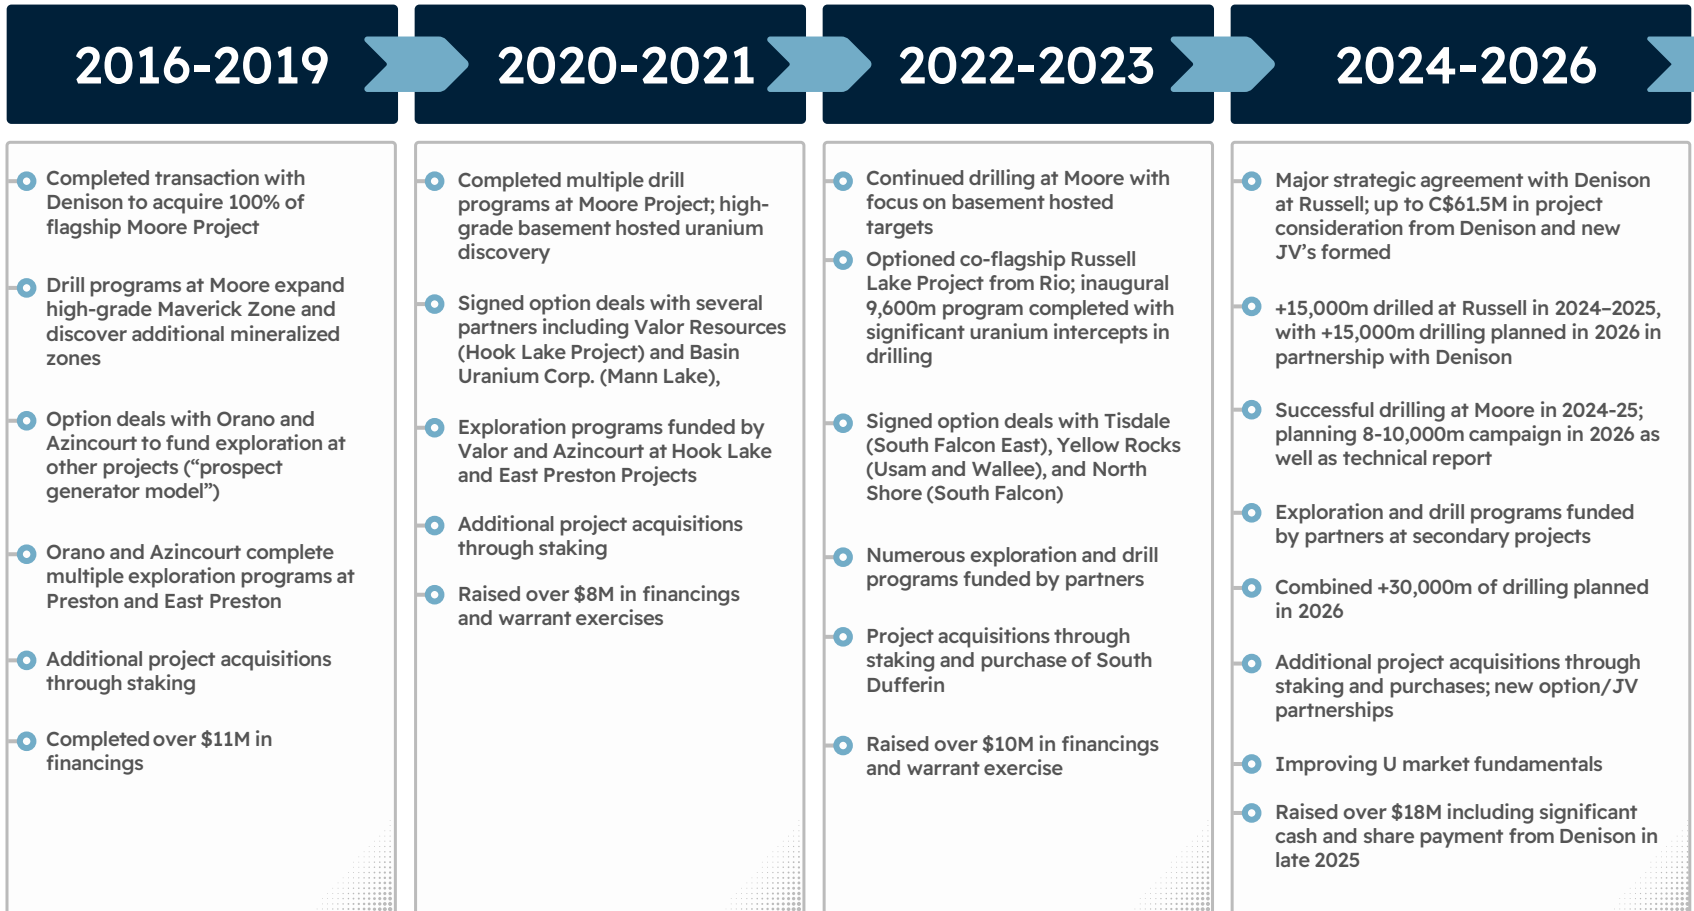 2016-2019
2020-2021
2022-2023
2024-2026
Completed transaction with
Denison to acquire 100% of
flagship Moore Project
Drill programs at Moore expand
high-grade Maverick Zone and
discover additional mineralized
zones
Option deals with Orano and
Azincourt to fund exploration at
other projects (“prospect
generator model”)
Orano and Azincourt complete
multiple exploration programs at
Preston and East Preston
Additional project acquisitions
through staking
Completed over $11M in
financings
Completed multiple drill
programs at Moore Project; high-
grade basement hosted uranium
discovery
Signed option deals with several
partners including Valor Resources
(Hook Lake Project) and Basin
Uranium Corp. (Mann Lake),
Exploration programs funded by
Valor and Azincourt at Hook Lake
and East Preston Projects
Additional project acquisitions
through staking
Raised over $8M in financings
and warrant exercises
Continued drilling at Moore with
focus on basement hosted
targets
Optioned co-flagship Russell
Lake Project from Rio; inaugural
9,600m program completed with
significant uranium intercepts in
drilling
Signed option deals with Tisdale
(South Falcon East), Yellow Rocks
(Usam and Wallee), and North
Shore (South Falcon)
Numerous exploration and drill
programs funded by partners
Project acquisitions through
staking and purchase of South
Dufferin
Raised over $10M in financings
and warrant exercise
Major strategic agreement with Denison
at Russell; up to C$61.5M in project
consideration from Denison and new
JV’s formed
+15,000m drilled at Russell in 2024–2025,
with +15,000m drilling planned in 2026 in
partnership with Denison
Successful drilling at Moore in 2024-25;
planning 8-10,000m campaign in 2026 as
well as technical report
Exploration and drill programs funded
by partners at secondary projects
Combined +30,000m of drilling planned
in 2026
Additional project acquisitions through
staking and purchases; new option/JV
partnerships
Improving U market fundamentals
Raised over $18M including significant
cash and share payment from Denison in
late 2025